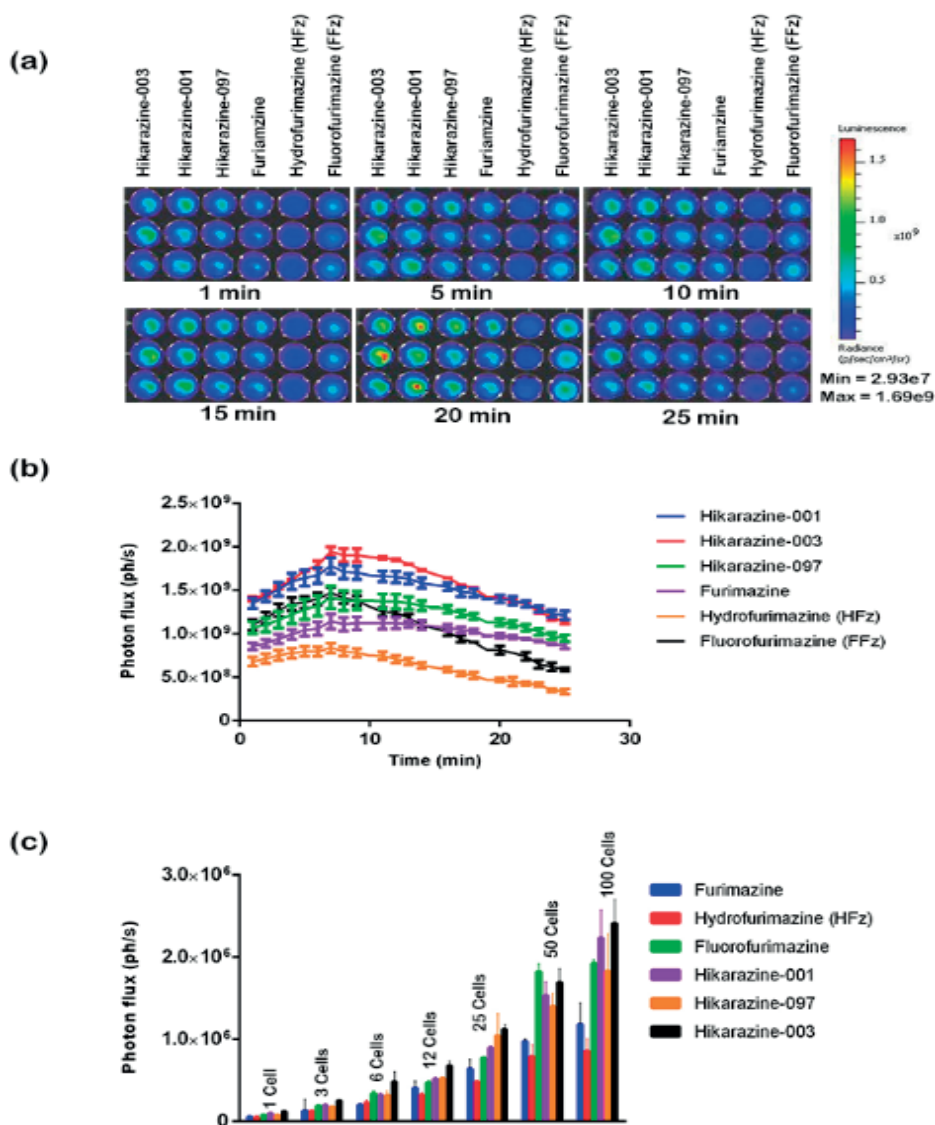 (a)
Hikarazine-003
Hikarazine-001
Hikarazine-097
Furiamzine
Hydrofurimazine (HFz)
Fluorofurimazine (FFz)
Hikarazine-003
Hikarazine-001
Hikarazine-097
Furiamzine
Hydrofurimazine (HFz)
Fluorofurimazine (FFz)
Hikarazine-003
Hikarazine-001
Hikarazine-097
Furiamzine
Hydrofurimazine (HFz)
Fluorofurimazine (FFz)
Luminescence
1.5
1.0
x10⁹
0.5
Radiance
(p/sec/cm²/sr)
Min = 2.93e7
Max = 1.69e9
1 min
5 min
10 min
15 min
20 min
25 min
(b)
Photon flux (ph/s)
2.5×10⁹
2.0×10⁹
1.5×10⁹
1.0×10⁹
5.0×10⁸
0
0
10
20
30
Time (min)
Hikarazine-001
Hikarazine-003
Hikarazine-097
Furimazine
Hydrofurimazine (HFz)
Fluorofurimazine (FFz)
(c)
Photon flux (ph/s)
3.0×10⁶
2.0×10⁶
1.0×10⁶
0
1 Cell
3 Cells
6 Cells
12 Cells
25 Cells
50 Cells
100 Cells
Furimazine
Hydrofurimazine (HFz)
Fluorofurimazine
Hikarazine-001
Hikarazine-097
Hikarazine-003